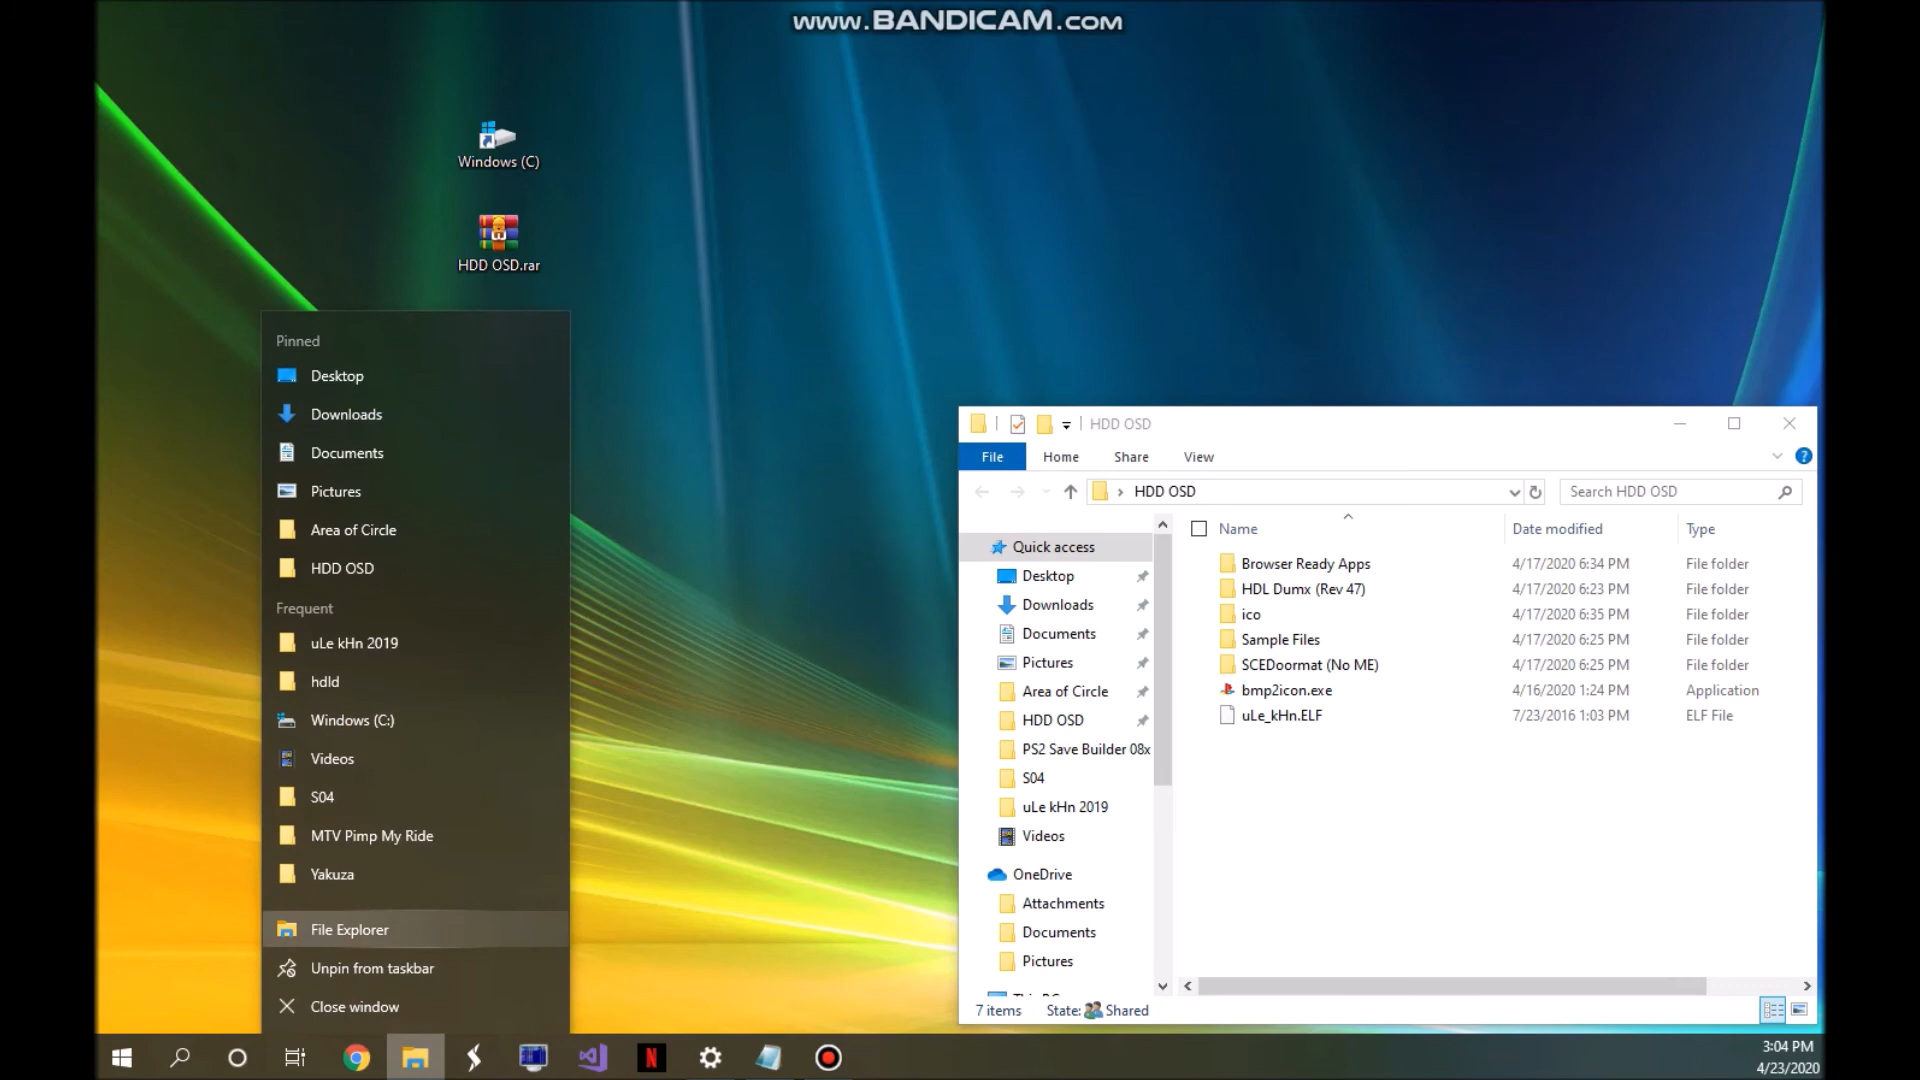 www.BANDICAM.com
Windows (C)
HDD OSD.rar
Pinned
Desktop
Downloads
Documents
Pictures
Area of Circle
HDD OSD
Frequent
uLe kHn 2019
hdld
Windows (C:)
Videos
S04
MTV Pimp My Ride
Yakuza
File Explorer
Unpin from taskbar
Close window
HDD OSD
File Home Share View
HDD OSD
Search HDD OSD
Quick access
Desktop
Downloads
Documents
Pictures
Area of Circle
HDD OSD
PS2 Save Builder 08x
S04
uLe kHn 2019
Videos
OneDrive
Attachments
Documents
Pictures
Name Date modified Type
Browser Ready Apps 4/17/2020 6:34 PM File folder
HDL Dumx (Rev 47) 4/17/2020 6:23 PM File folder
ico 4/17/2020 6:35 PM File folder
Sample Files 4/17/2020 6:25 PM File folder
SCEDoormat (No ME) 4/17/2020 6:25 PM File folder
bmp2icon.exe 4/16/2020 1:24 PM Application
uLe_kHn.ELF 7/23/2016 1:03 PM ELF File
7 items State: Shared
N
3:04 PM
4/23/2020